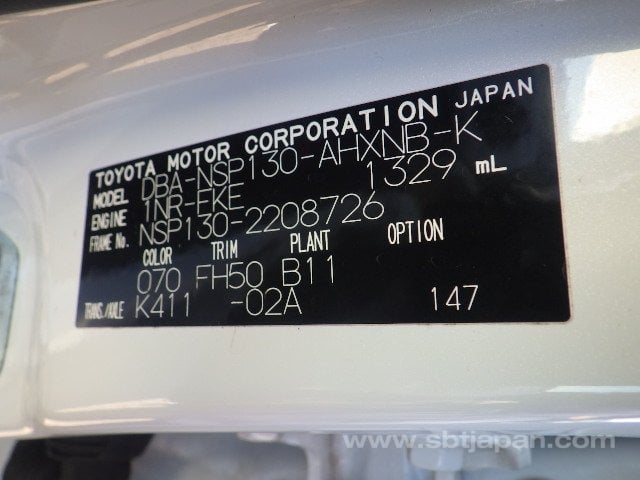 TOYOTA MOTOR CORPORATION JAPAN
MODEL DBA-NSP130-AHXNB-K
ENGINE 1NR-FKE 1329 mL
FRAME No. NSP130-2208726
COLOR TRIM PLANT OPTION
070 FH50 B11
TRANS./AXLE K411 -02A 147
www.sbtjapan.com